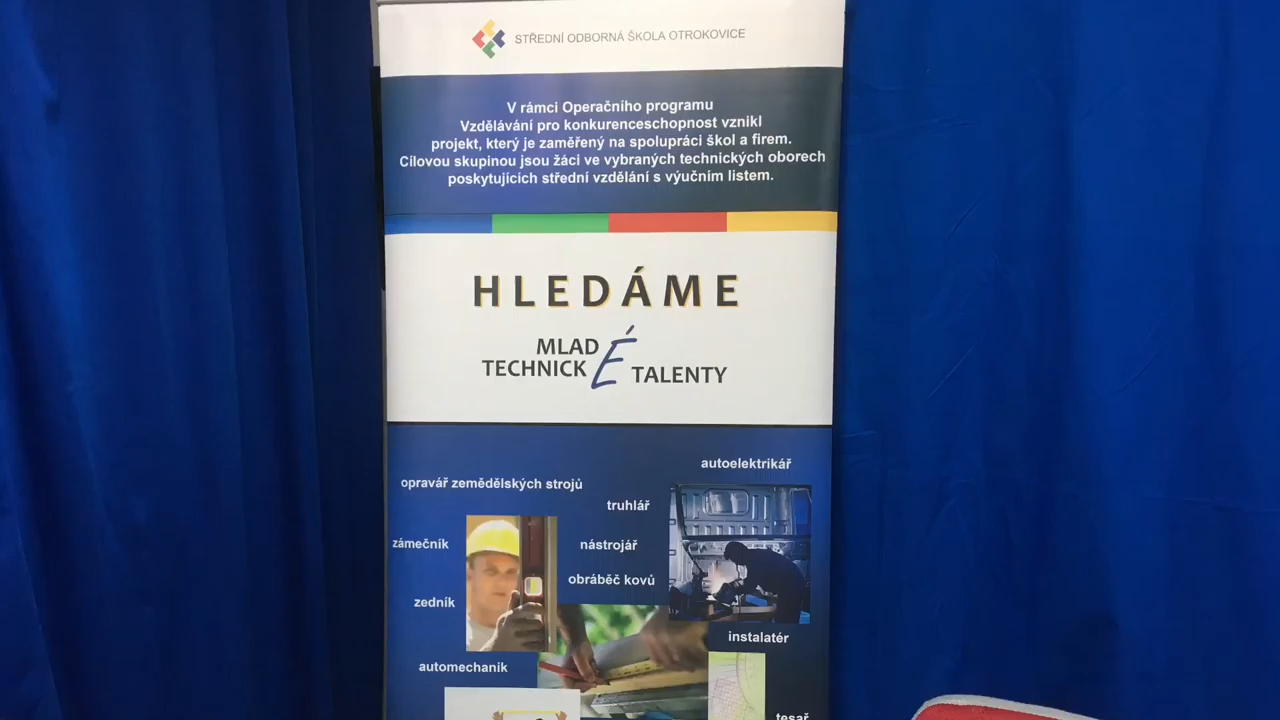 STŘEDNÍ ODBORNÁ ŠKOLA OTROKOVICE
V rámci Operačního programu
Vzdělávání pro konkurenceschopnost vznikl
projekt, který je zaměřený na spolupráci škol a firem.
Cílovou skupinou jsou žáci ve vybraných technických oborech
poskytujících střední vzdělání s výučním listem.
HLEDÁME
MLADÉ
TECHNICKÉ TALENTY
autoelektrikář
opravář zemědělských strojů
truhlář
zámečník
nástrojář
obráběč kovů
zedník
instalatér
automechanik
tesař